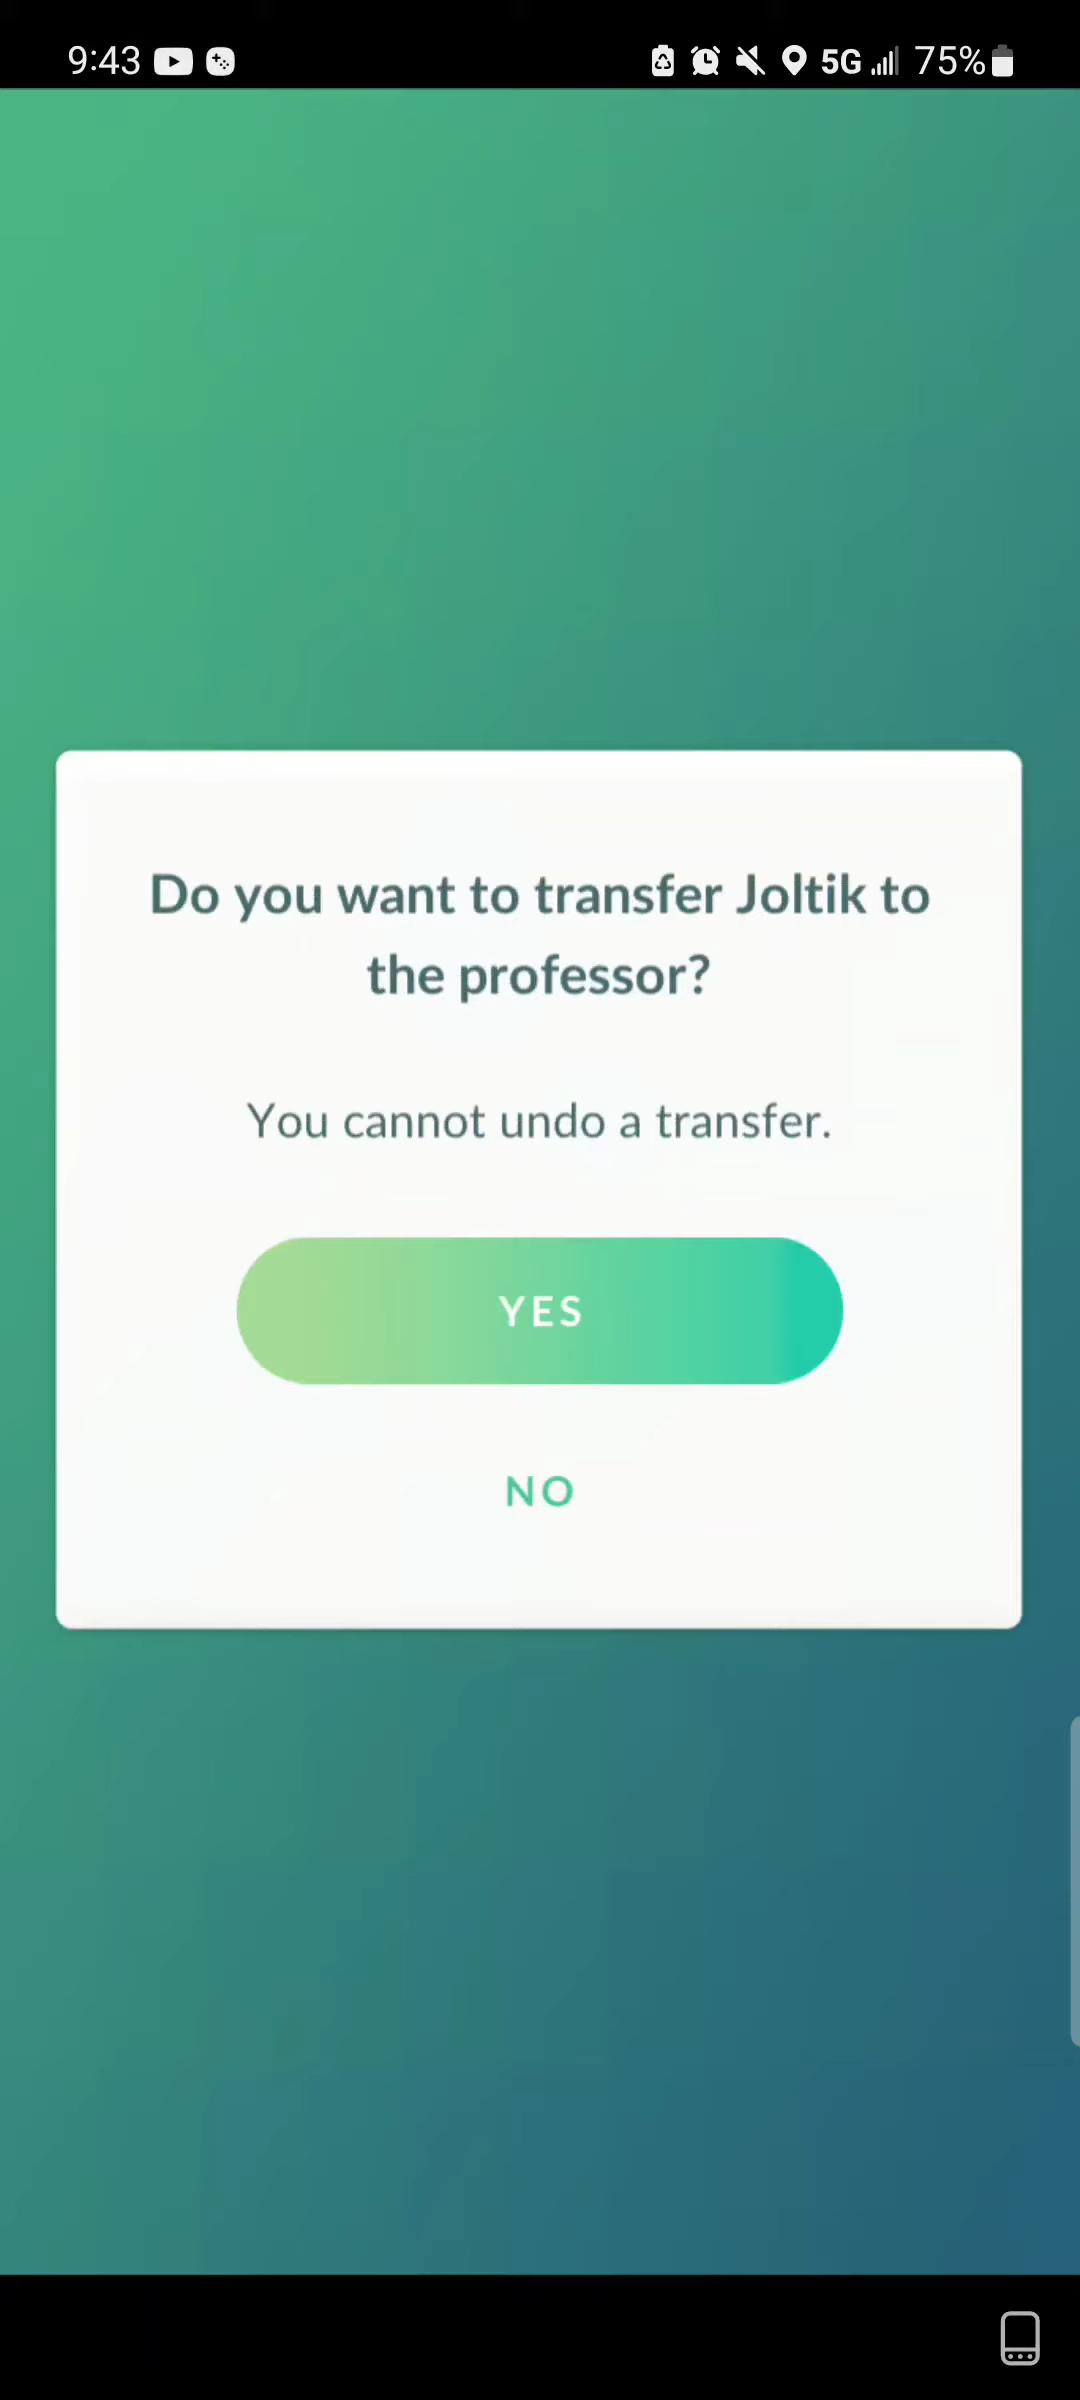 9:43 5G 75%
Do you want to transfer Joltik to
the professor?
You cannot undo a transfer.
YES
NO